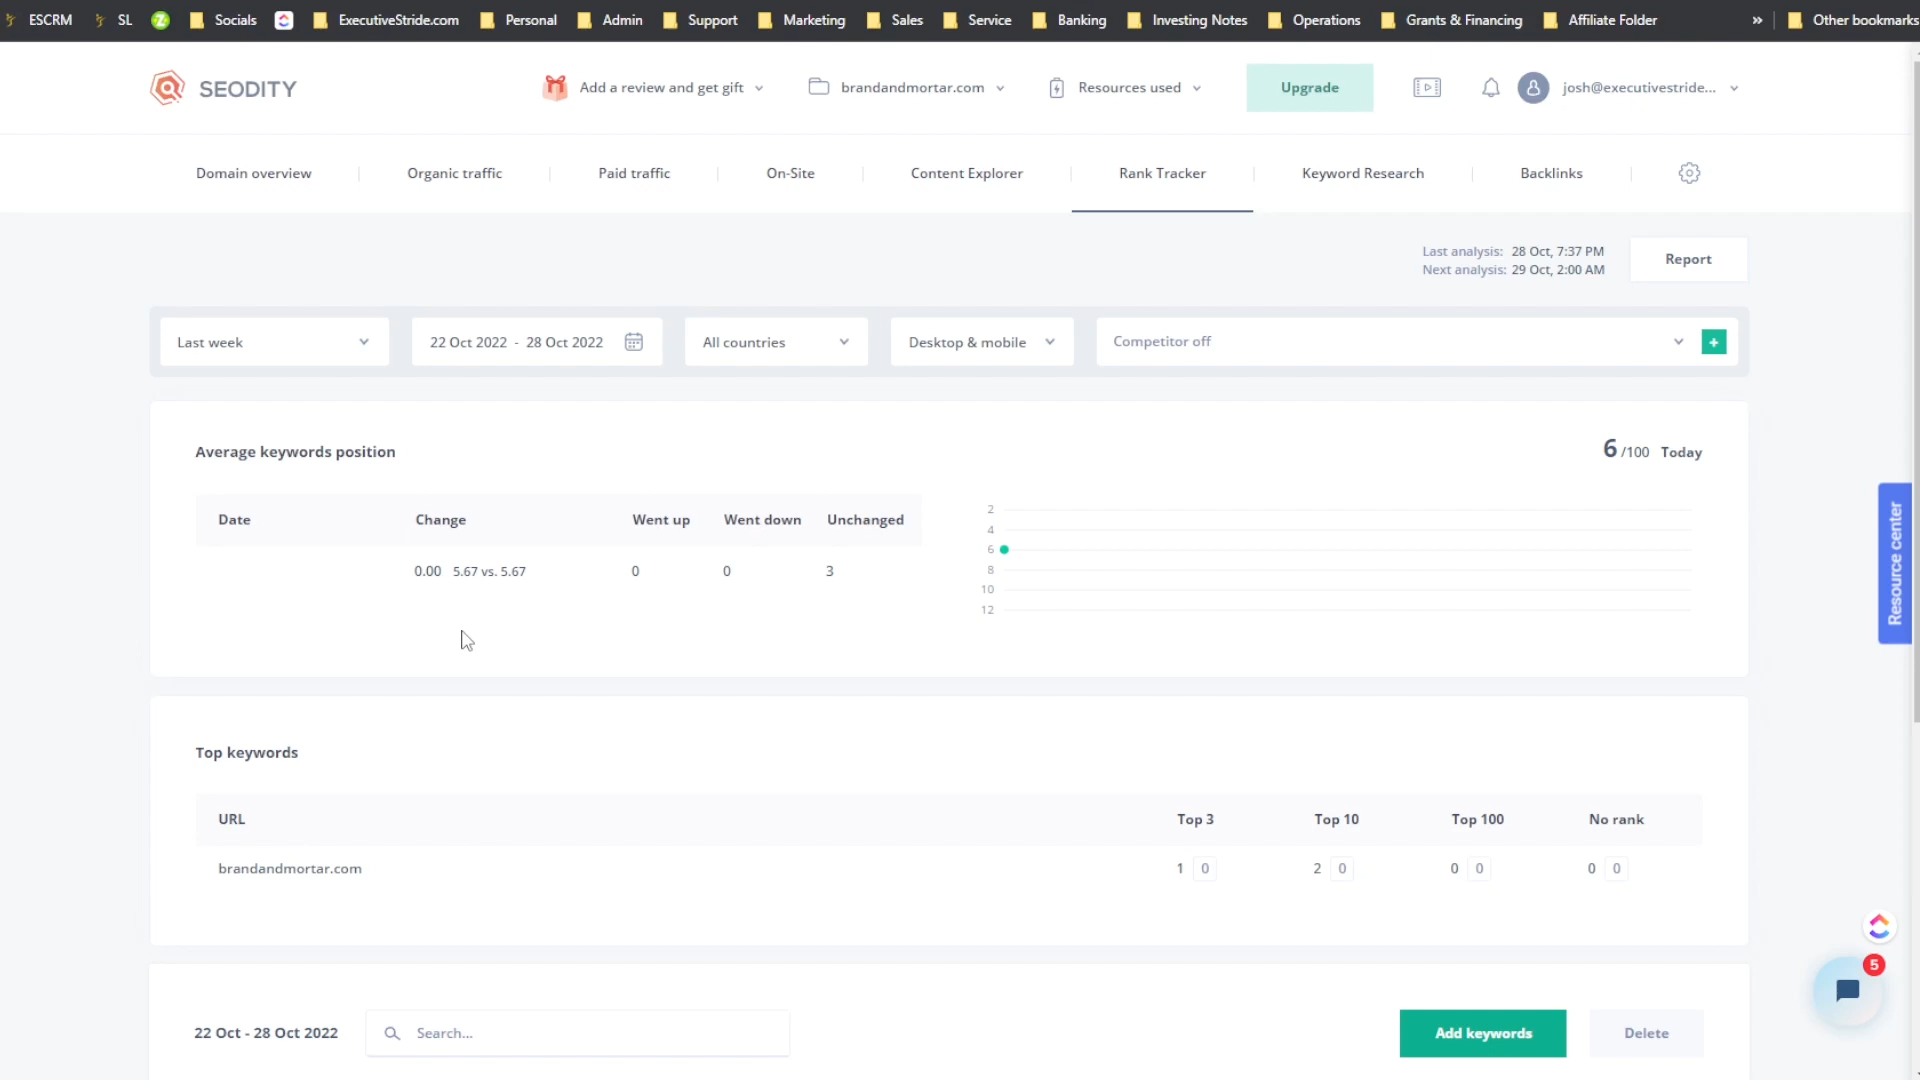 ESCRM SL Socials ExecutiveStride.com Personal Admin Support Marketing Sales Service Banking Investing Notes Operations Grants & Financing Affiliate Folder » Other bookmarks
SEODITY Add a review and get gift brandandmortar.com Resources used Upgrade josh@executivestride...
Domain overview Organic traffic Paid traffic On-Site Content Explorer Rank Tracker Keyword Research Backlinks
Last analysis: 28 Oct, 7:37 PM
Next analysis: 29 Oct, 2:00 AM
Report
Last week 22 Oct 2022 - 28 Oct 2022 All countries Desktop & mobile Competitor off +
Average keywords position 6 /100 Today
Date Change Went up Went down Unchanged
0.00 5.67 vs. 5.67 0 0 3
2
4
6
8
10
12
Resource center
Top keywords
URL Top 3 Top 10 Top 100 No rank
brandandmortar.com 1 0 2 0 0 0 0 0
5
22 Oct - 28 Oct 2022 Search... Add keywords Delete